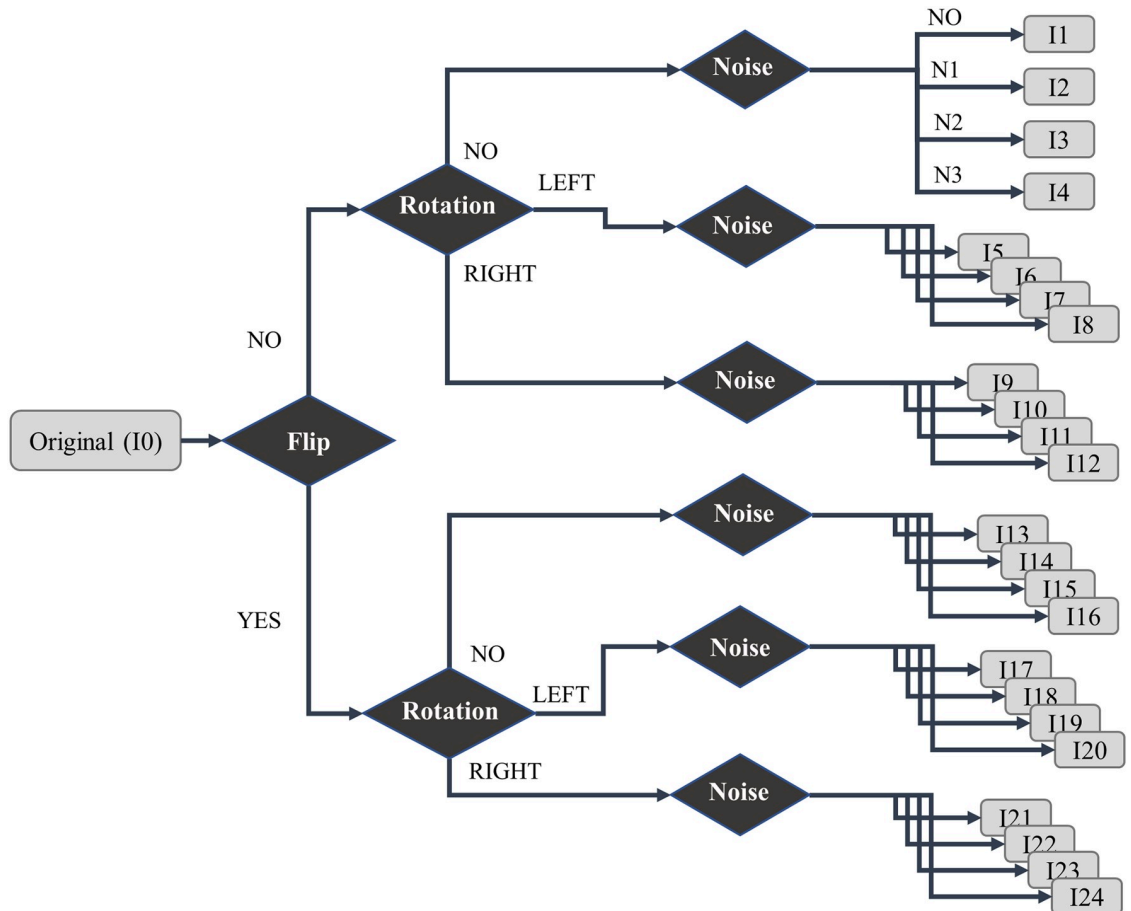 NO
I1
Noise
N1
I2
N2
I3
NO
N3
I4
LEFT
Rotation
Noise
I5
RIGHT
I6
I7
I8
NO
Noise
I9
I10
I11
I12
Original (I0)
Flip
Noise
I13
I14
I15
I16
YES
NO
Noise
I17
LEFT
I18
Rotation
I19
I20
RIGHT
Noise
I21
I22
I23
I24